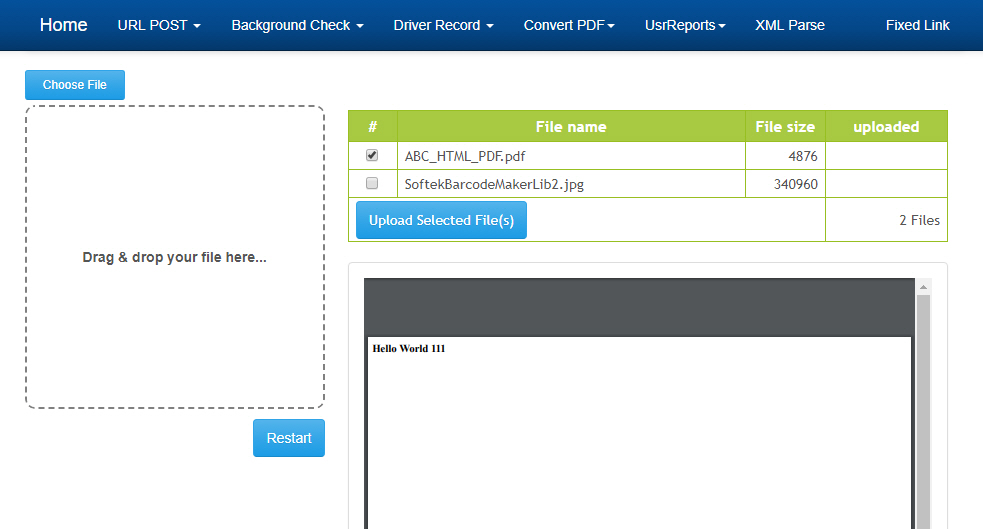 Home URL POST Background Check Driver Record Convert PDF UsrReports XML Parse Fixed Link
Choose File
# File name File size uploaded
ABC_HTML_PDF.pdf 4876
SoftekBarcodeMakerLib2.jpg 340960
Upload Selected File(s) 2 Files
Drag & drop your file here...
Hello World 111
Restart